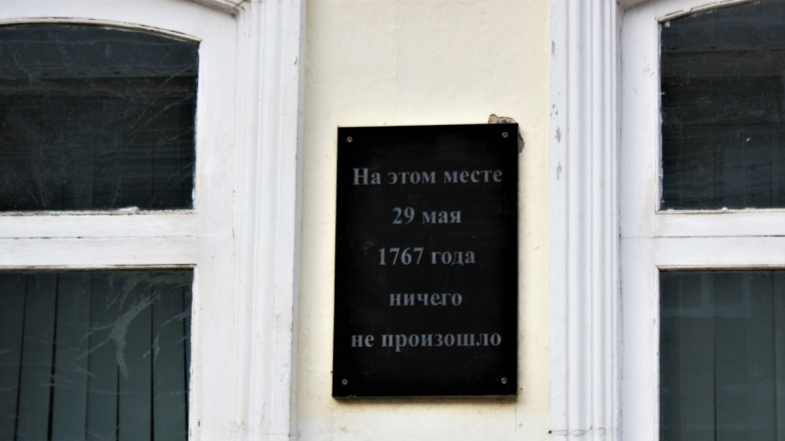 На этом месте
29 мая
1767 года
ничего
не произошло